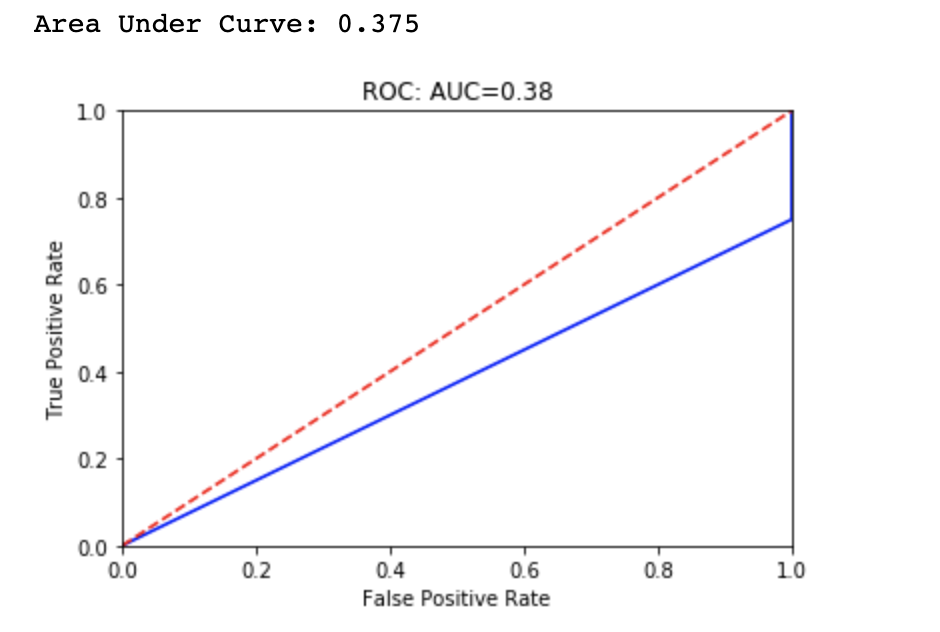 Area Under Curve: 0.375
ROC: AUC=0.38
1.0
0.8
0.6
0.4
0.2
0.0
True Positive Rate
0.0 0.2 0.4 0.6 0.8 1.0
False Positive Rate